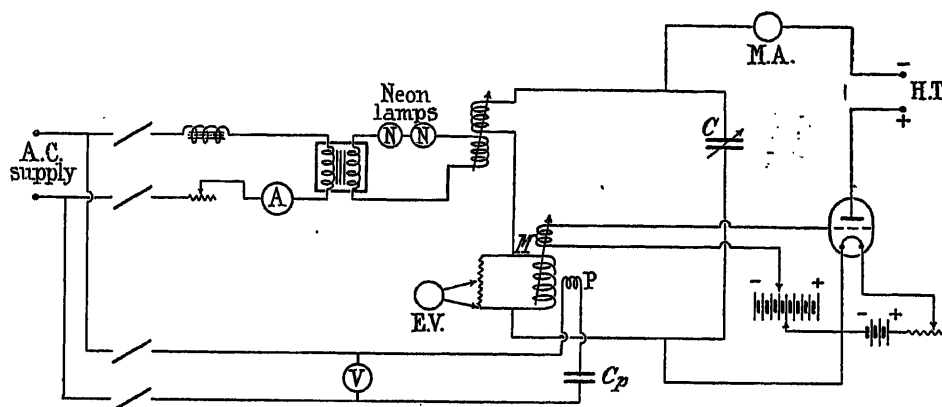 M.A.
-
H.T.
+
Neon
lamps
N N
C
A.C.
supply
A
M
P
E.V.
- +
- +
V
Cp